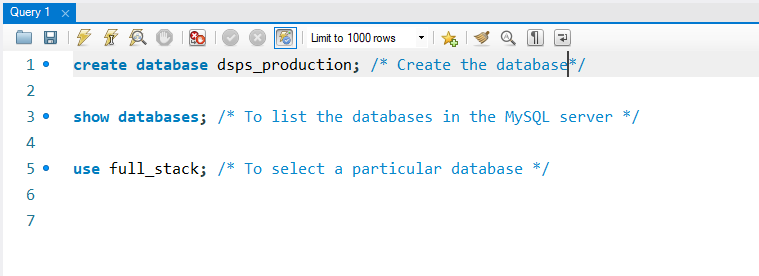 Query 1
Limit to 1000 rows
1 create database dsps_production; /* Create the database*/
2
3 show databases; /* To list the databases in the MySQL server */
4
5 use full_stack; /* To select a particular database */
6
7